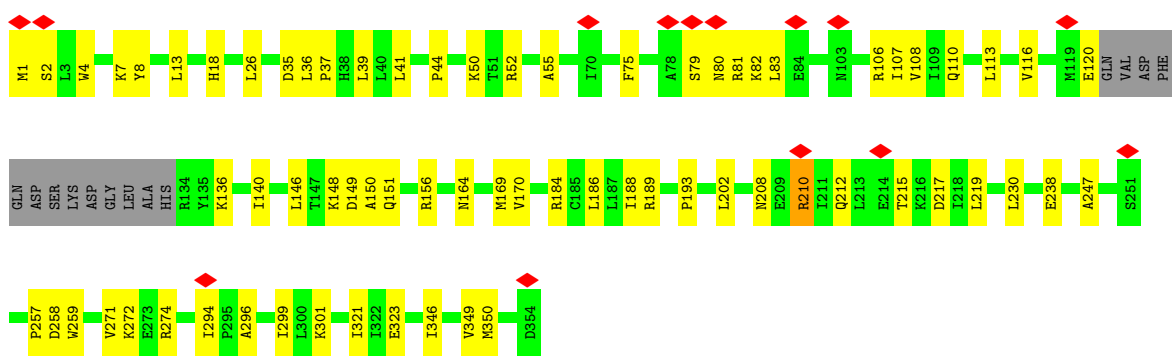 M1 S2 L3 W4 K7 Y8 L13 H18 L26 D35 L36 P37 H38 L39 L40 L41 P44 K50 T51 R52 A55 I70 F75 A78 S79 N80 R81 K82 L83 E84 N103 R106 I107 V108 I109 Q110 L113 V116 M119 E120 GLN VAL ASP PHE
GLN ASP SER LYS ASP GLY LEU ALA HIS R134 Y135 K136 I140 L146 T147 K148 D149 A150 Q151 R156 N164 M169 V170 R184 C185 L186 L187 I188 R189 P193 L202 N208 E209 R210 I211 Q212 L213 E214 T215 K216 D217 I218 L219 L230 E238 A247 S251
P257 D258 W259 V271 K272 E273 R274 I294 P295 A296 I299 L300 K301 I321 I322 E323 I346 V349 M350 D354